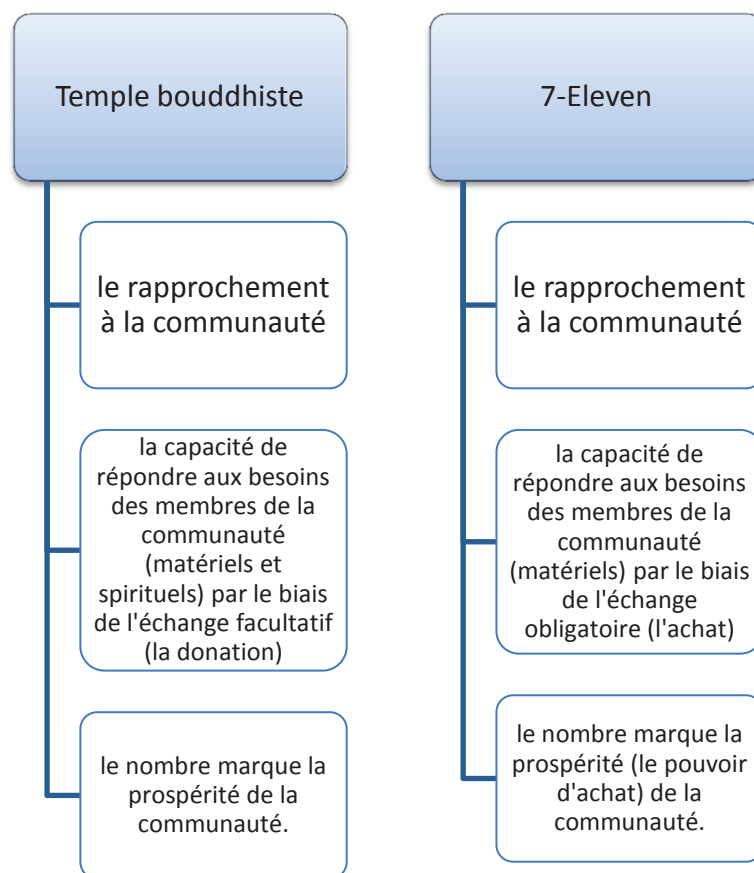 Temple bouddhiste
le rapprochement
à la communauté
la capacité de
répondre aux besoins
des membres de la
communauté
(matériels et
spirituels) par le biais
de l'échange facultatif
(la donation)
le nombre marque la
prospérité de la
communauté.
7-Eleven
le rapprochement
à la communauté
la capacité de
répondre aux besoins
des membres de la
communauté
(matériels) par le biais
de l'échange
obligatoire (l'achat)
le nombre marque la
prospérité (le pouvoir
d'achat) de la
communauté.